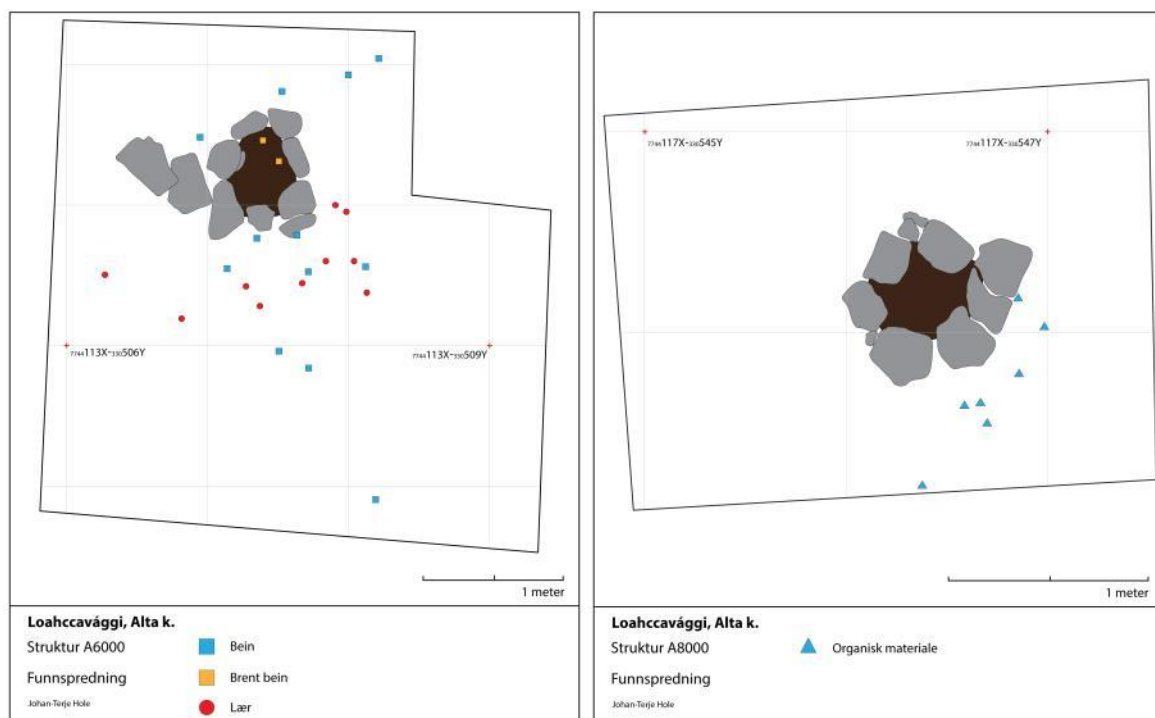 7744113X-330506Y
7744113X-330509Y
1 meter
Loahccavággi, Alta k.
Struktur A6000
Funnspredning
Johan-Terje Hole
Bein
Brent bein
Lær
7744117X-330545Y
7744117X-330547Y
1 meter
Loahccavággi, Alta k.
Struktur A8000
Funnspredning
Johan-Terje Hole
Organisk materiale